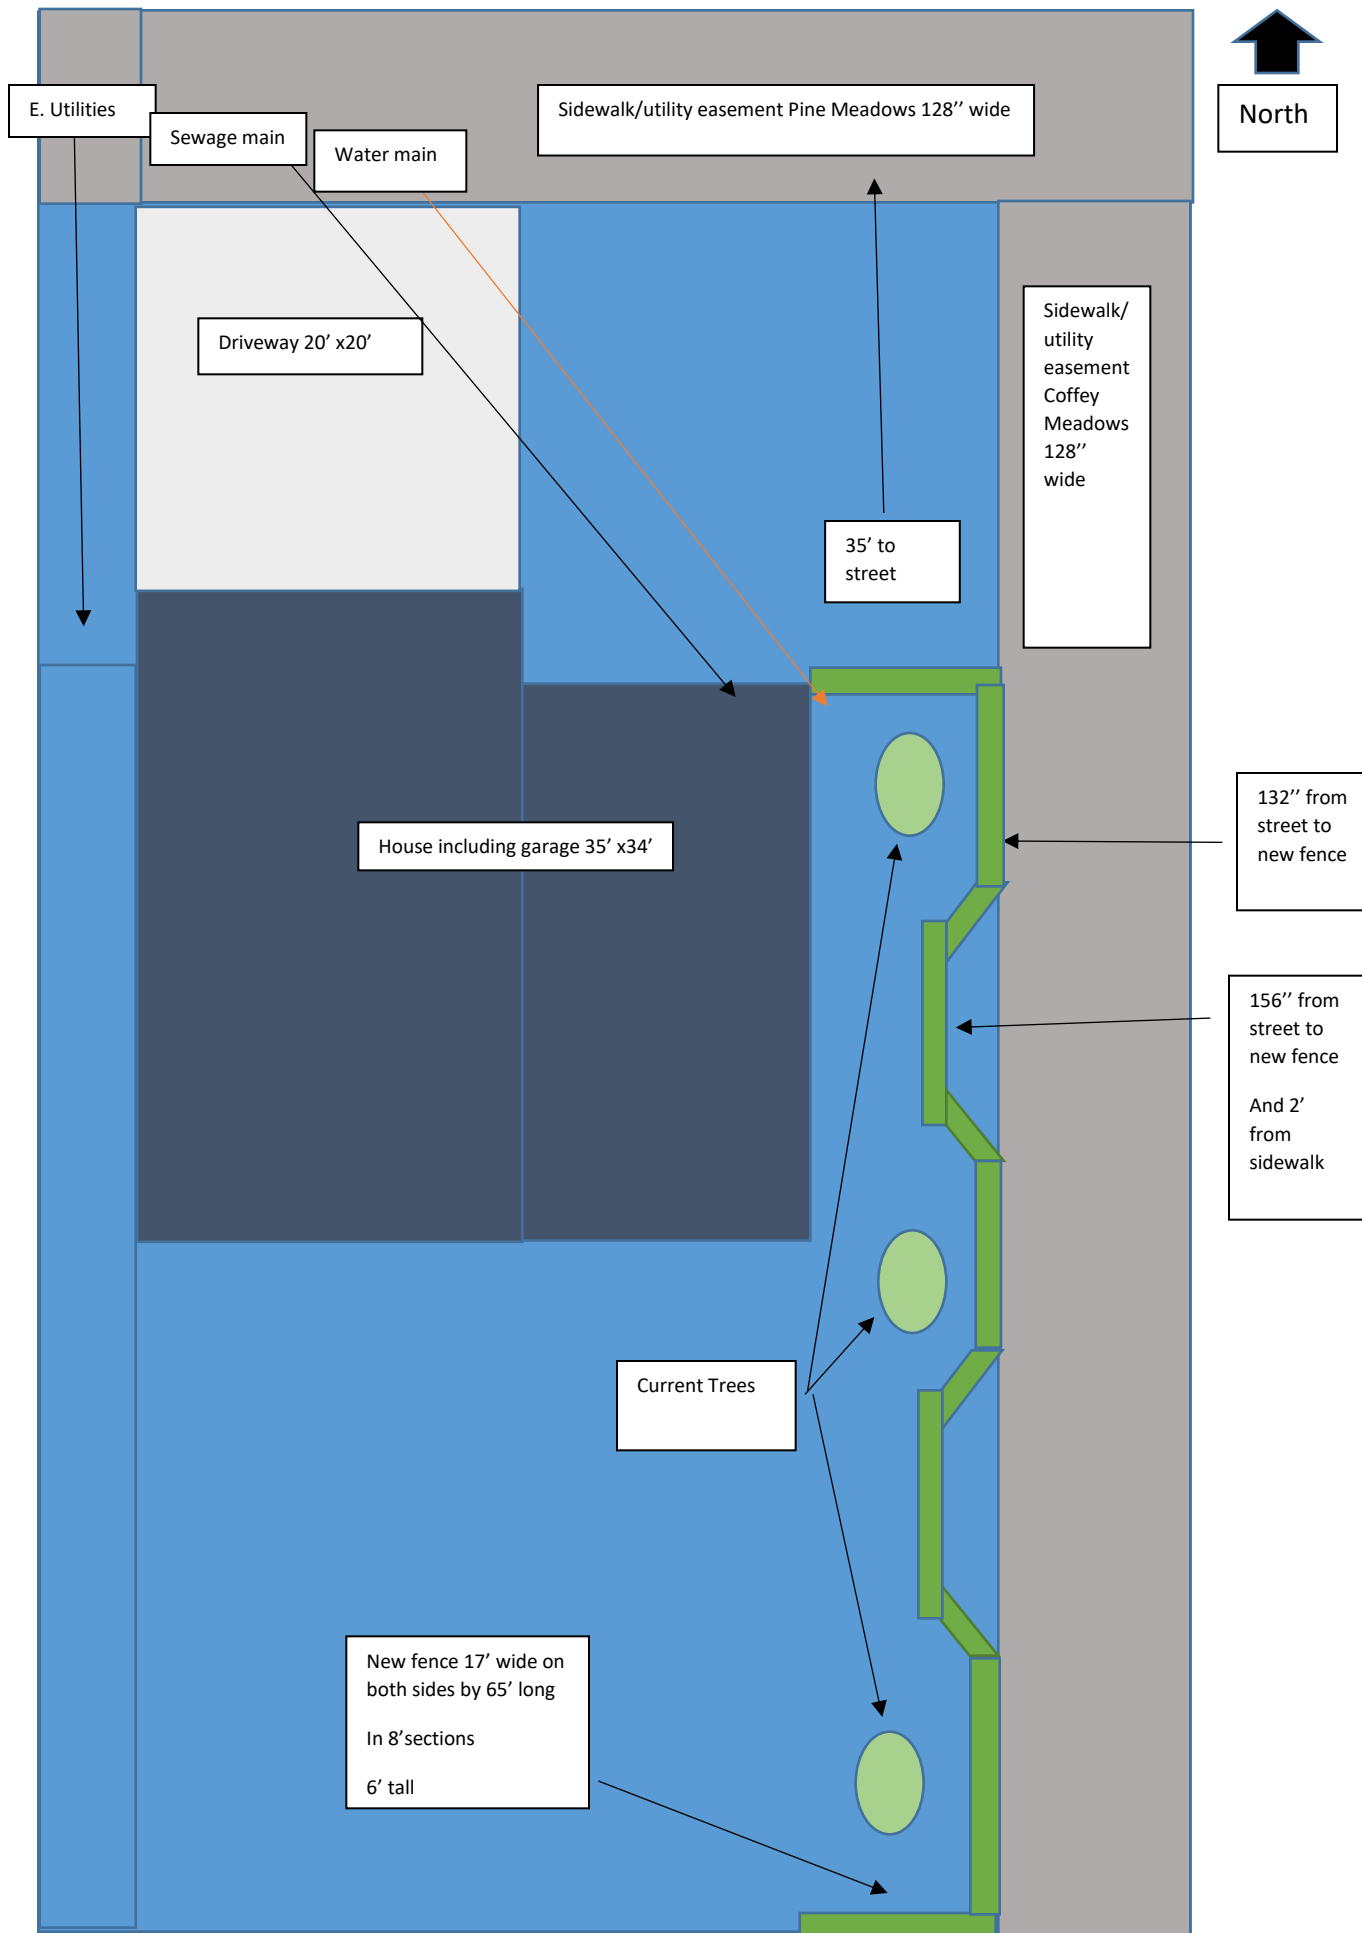 E. Utilities
Sewage main
Water main
Sidewalk/utility easement Pine Meadows 128’’ wide
North
Driveway 20’ x20’
Sidewalk/
utility
easement
Coffey
Meadows
128’’
wide
35’ to
street
132’’ from
street to
new fence
House including garage 35’ x34’
156’’ from
street to
new fence
And 2’
from
sidewalk
Current Trees
New fence 17’ wide on
both sides by 65’ long
In 8’sections
6’ tall